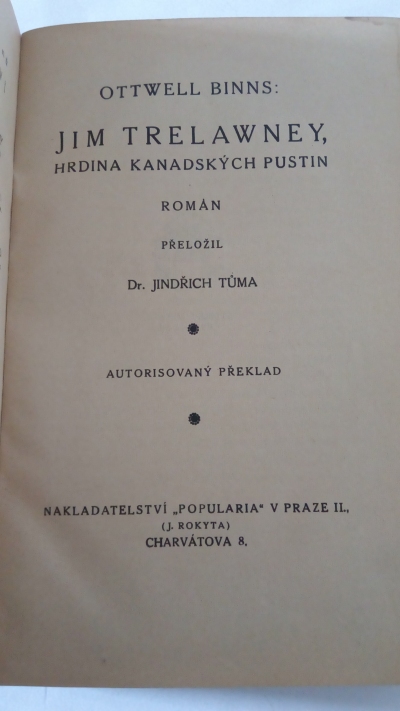 OTTWELL BINNS:
JIM TRELAWNEY,
HRDINA KANADSKÝCH PUSTIN
ROMÁN
PŘELOŽIL
Dr. JINDŘICH TŮMA
AUTORISOVANÝ PŘEKLAD
NAKLADATELSTVÍ „POPULARIA“ V PRAZE II.,
(J. ROKYTA)
CHARVÁTOVA 8.